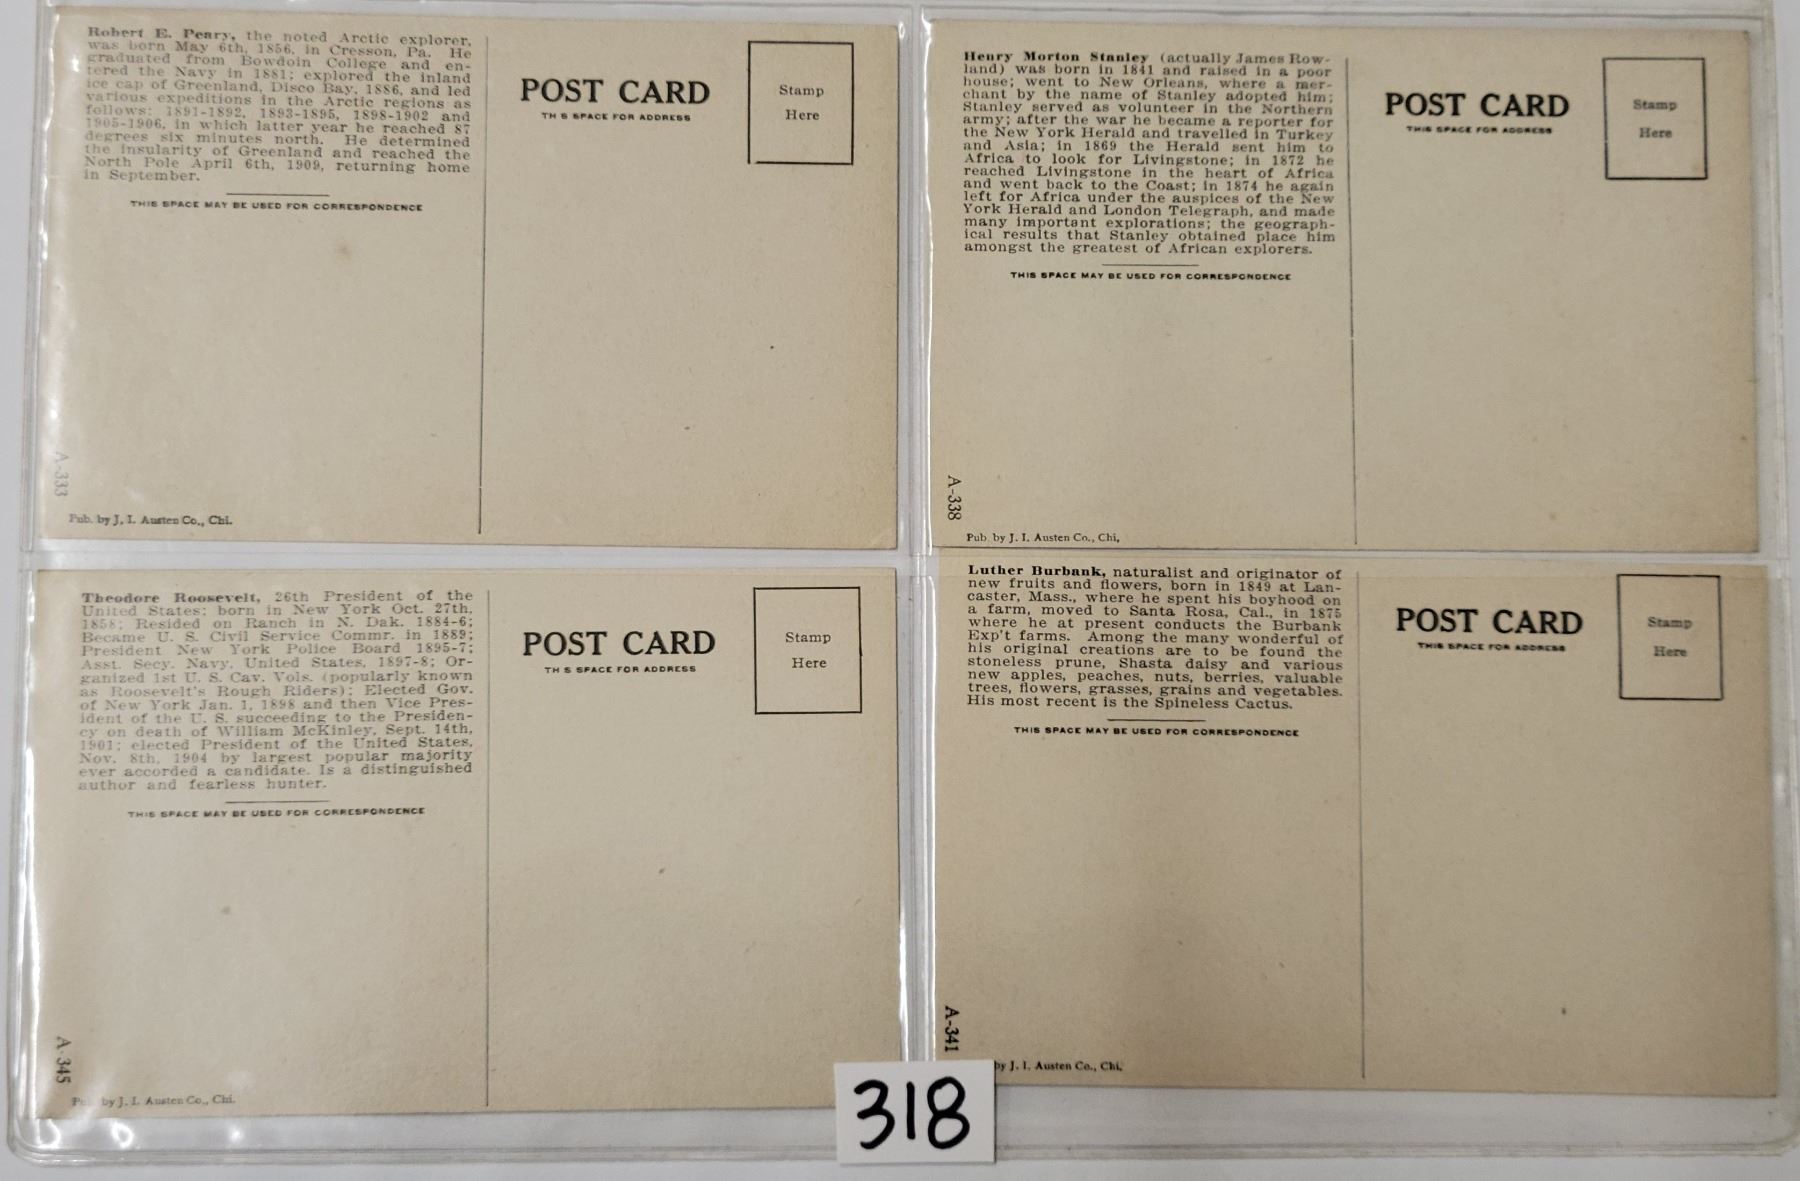 Robert E. Peary, the noted Arctic explorer,
was born May 6th, 1856, in Cresson, Pa. He
graduated from Bowdoin College and en-
tered the Navy in 1881; explored the inland
ice cap of Greenland, Disco Bay, 1886, and led
various expeditions in the Arctic regions as
follows: 1891-1892, 1893-1895, 1898-1902 and
1905-1906, in which latter year he reached 87
degrees six minutes north. He determined
the insularity of Greenland and reached the
North Pole April 6th, 1909, returning home
in September.
THIS SPACE MAY BE USED FOR CORRESPONDENCE
POST CARD
TH S SPACE FOR ADDRESS
Stamp
Here
A-333
Pub. by J. I. Austen Co., Chi.
Henry Morton Stanley (actually James Row-
land) was born in 1841 and raised in a poor
house; went to New Orleans, where a mer-
chant by the name of Stanley adopted him;
Stanley served as volunteer in the Northern
army; after the war he became a reporter for
the New York Herald and travelled in Turkey
and Asia; in 1869 the Herald sent him to
Africa to look for Livingstone; in 1872 he
reached Livingstone in the heart of Africa
and went back to the Coast; in 1874 he again
left for Africa under the auspices of the New
York Herald and London Telegraph, and made
many important explorations; the geograph-
ical results that Stanley obtained place him
amongst the greatest of African explorers.
THIS SPACE MAY BE USED FOR CORRESPONDENCE
POST CARD
THIS SPACE FOR ADDRESS
Stamp
Here
A-338
Pub. by J. I. Austen Co., Chi,
Theodore Roosevelt, 26th President of the
United States; born in New York Oct. 27th,
1858; Resided on Ranch in N. Dak. 1884-6;
Became U. S. Civil Service Commr. in 1889;
President New York Police Board 1895-7;
Asst. Secy. Navy, United States, 1897-8; Or-
ganized 1st U. S. Cav. Vols. (popularly known
as Roosevelt's Rough Riders); Elected Gov.
of New York Jan. 1, 1898 and then Vice Pres-
ident of the U. S. succeeding to the Presiden-
cy on death of William McKinley, Sept. 14th,
1901; elected President of the United States,
Nov. 8th, 1904 by largest popular majority
ever accorded a candidate. Is a distinguished
author and fearless hunter.
THIS SPACE MAY BE USED FOR CORRESPONDENCE
POST CARD
TH S SPACE FOR ADDRESS
Stamp
Here
A-345
Pub. by J. I. Austen Co., Chi.
Luther Burbank, naturalist and originator of
new fruits and flowers, born in 1849 at Lan-
caster, Mass., where he spent his boyhood on
a farm, moved to Santa Rosa, Cal., in 1875
where he at present conducts the Burbank
Exp't farms. Among the many wonderful of
his original creations are to be found the
stoneless prune, Shasta daisy and various
new apples, peaches, nuts, berries, valuable
trees, flowers, grasses, grains and vegetables.
His most recent is the Spineless Cactus.
THIS SPACE MAY BE USED FOR CORRESPONDENCE
POST CARD
THIS SPACE FOR ADDRESS
Stamp
Here
A-341
by J. I. Austen Co., Chi.
318